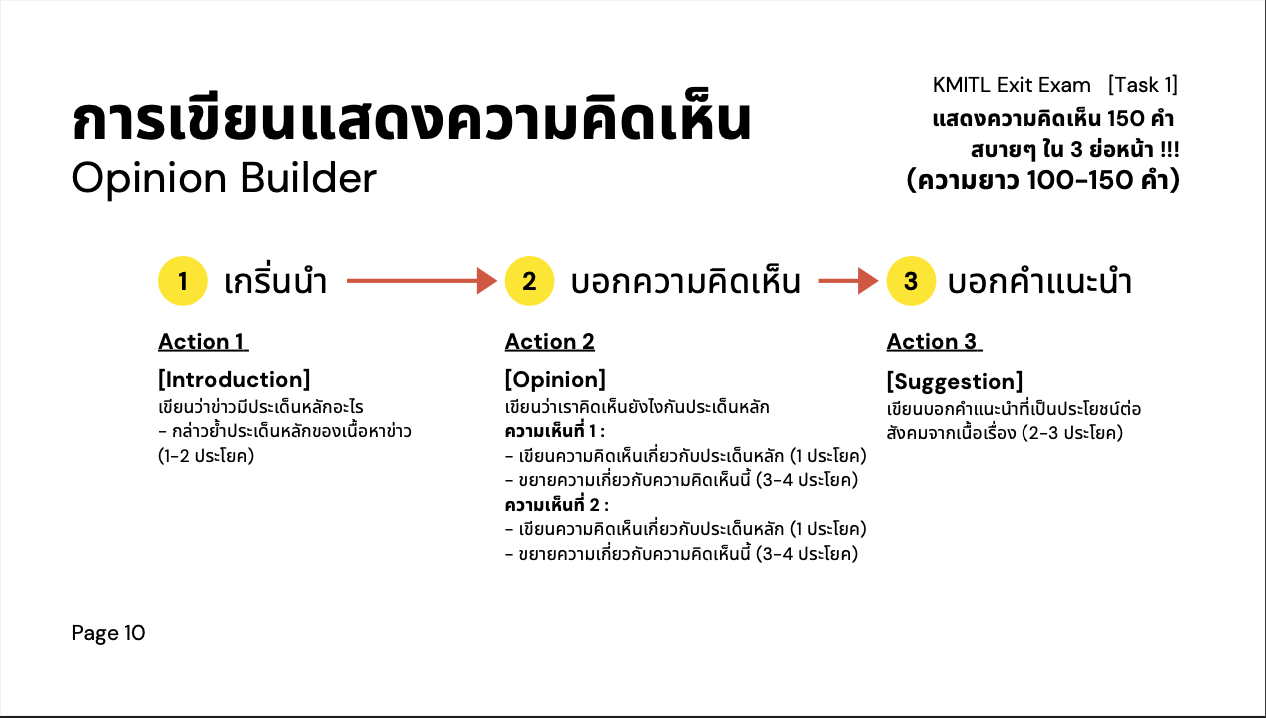 การเขียนแสดงความคิดเห็น
Opinion Builder
KMITL Exit Exam [Task 1]
แสดงความคิดเห็น 150 คำ
สบายๆ ใน 3 ย่อหน้า !!!
(ความยาว 100-150 คำ)
1 เกริ่นนำ
2 บอกความคิดเห็น
3 บอกคำแนะนำ
Action 1
[Introduction]
เขียนว่าข่าวมีประเด็นหลักอะไร
- กล่าวย้ำประเด็นหลักของเนื้อหาข่าว
(1-2 ประโยค)
Action 2
[Opinion]
เขียนว่าเราคิดเห็นยังไงกันประเด็นหลัก
ความเห็นที่ 1 :
- เขียนความคิดเห็นเกี่ยวกับประเด็นหลัก (1 ประโยค)
- ขยายความเกี่ยวกับความคิดเห็นนี้ (3-4 ประโยค)
ความเห็นที่ 2 :
- เขียนความคิดเห็นเกี่ยวกับประเด็นหลัก (1 ประโยค)
- ขยายความเกี่ยวกับความคิดเห็นนี้ (3-4 ประโยค)
Action 3
[Suggestion]
เขียนบอกคำแนะนำที่เป็นประโยชน์ต่อ
สังคมจากเนื้อเรื่อง (2-3 ประโยค)
Page 10